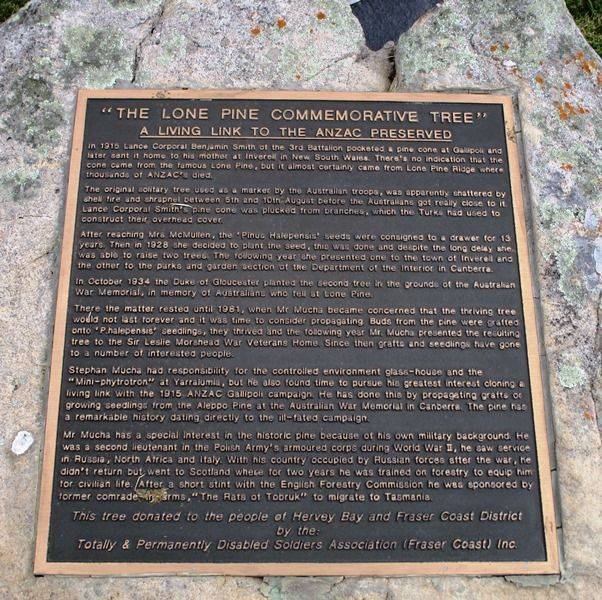 "THE LONE PINE COMMEMORATIVE TREE"
A LIVING LINK TO THE ANZAC PRESERVED
In 1915 Lance Corporal Benjamin Smith of the 3rd Battalion pocketed a pine cone at Gallipoli and
later sent it home to his mother at Inverell in New South Wales. There's no indication that the
cone came from the famous Lone Pine, but it almost certainly came from Lone Pine Ridge where
thousands of ANZAC's died.
The original solitary tree used as a marker by the Australian troops, was apparently shattered by
shell fire and shrapnel between 5th and 10th August before the Australians got really close to it.
Lance Corporal Smith's pine cone was plucked from branches, which the Turks had used to
construct their overhead cover.
After reaching Mrs McMullen, the 'Pinus Halepensis' seeds were consigned to a drawer for 13
years. Then in 1928 she decided to plant the seed, this was done and despite the long delay she
was able to raise two trees. The following year she presented one to the town of Inverell and
the other to the parks and garden section of the Department of the Interior in Canberra.
In October 1934 the Duke of Gloucester planted the second tree in the grounds of the Australian
War Memorial, in memory of Australians who fell at Lone Pine.
There the matter rested until 1981, when Mr Mucha became concerned that the thriving tree
would not last forever and it was time to consider propagating. Buds from the pine were grafted
onto 'P.halepensis' seedlings, they thrived and the following year Mr. Mucha presented the resulting
tree to the Sir Leslie Morshead War Veterans Home. Since then grafts and seedlings have gone
to a number of interested people.
Stephan Mucha had responsibility for the controlled environment glass-house and the
"Mini-phytrotron" at Yarralumla, but he also found time to pursue his greatest interest cloning a
living link with the 1915 ANZAC Gallipoli campaign. He has done this by propagating grafts or
growing seedlings from the Aleppo Pine at the Australian War Memorial in Canberra. The pine has
a remarkable history dating directly to the ill-fated campaign.
Mr Mucha has a special interest in the historic pine because of his own military background. He
was a second lieutenant in the Polish Army's armoured corps during World War II, he saw service
in Russia, North Africa and Italy. With his country occupied by Russian forces after the war, he
didn't return but went to Scotland where for two years he was trained on forestry to equip him
for civilian life. After a short stint with the English Forestry Commission he was sponsored by
former comrade arms, "The Rats of Tobruk" to migrate to Tasmania.
This tree donated to the people of Hervey Bay and Fraser Coast District
by the:
Totally & Permanently Disabled Soldiers Association (Fraser Coast) Inc.